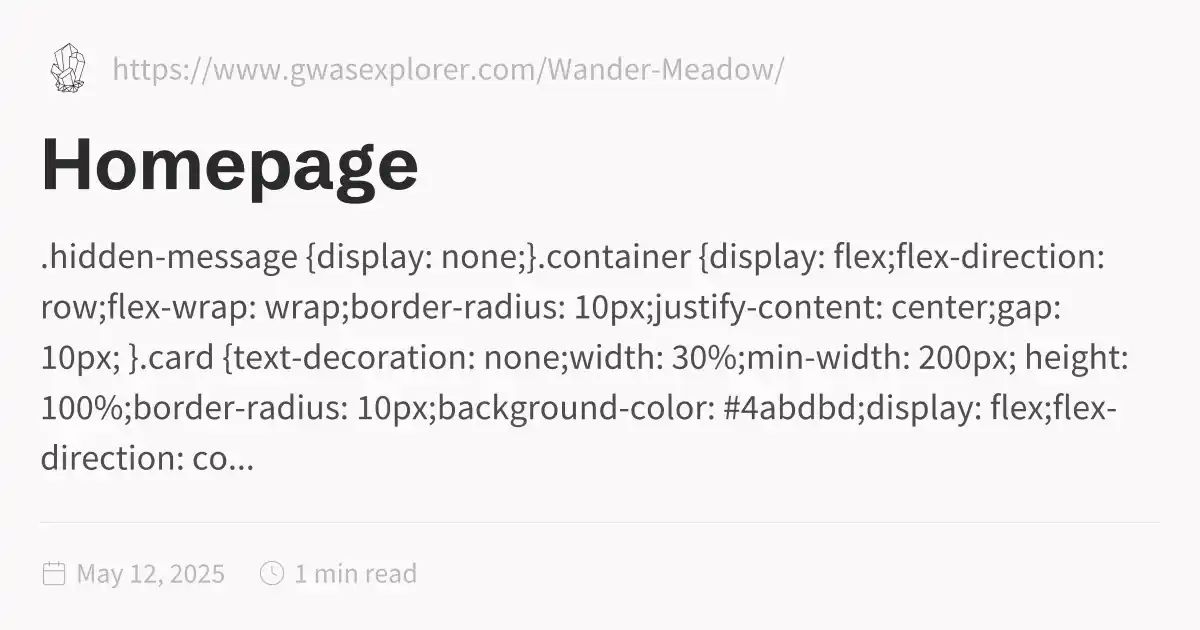 https://www.gwasexplorer.com/Wander-Meadow/
Homepage
.hidden-message {display: none;}.container {display: flex;flex-direction:
row;flex-wrap: wrap;border-radius: 10px;justify-content: center;gap:
10px; }.card {text-decoration: none;width: 30%;min-width: 200px; height:
100%;border-radius: 10px;background-color: #4abdbd;display: flex;flex-
direction: co...
May 12, 2025 1 min read